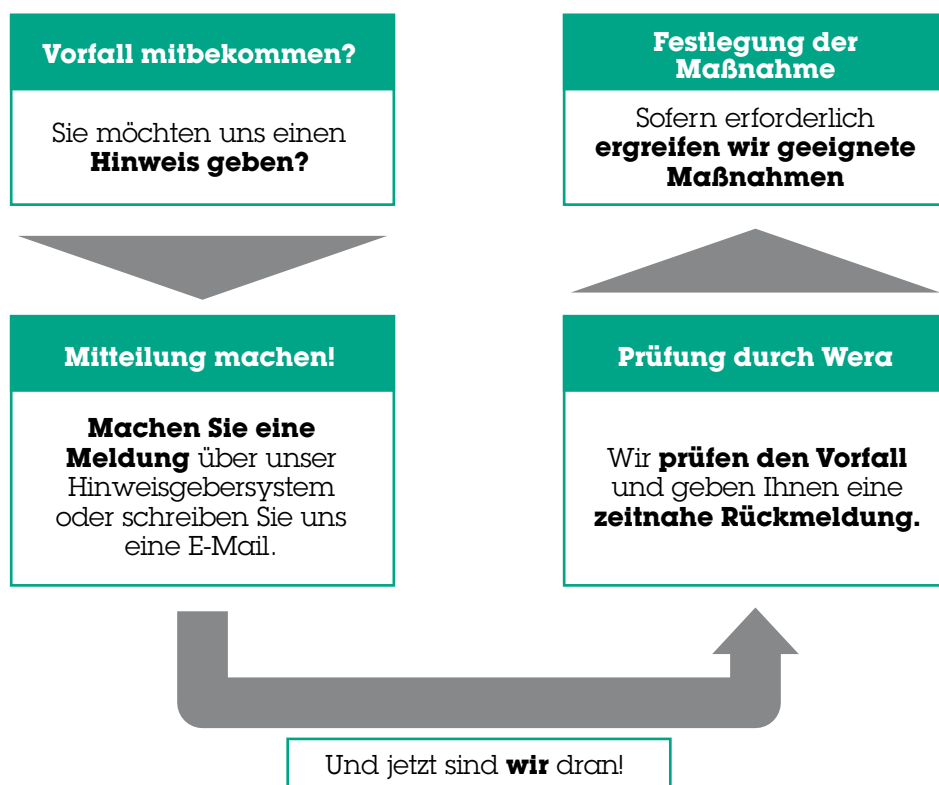 Vorfall mitbekommen?
Sie möchten uns einen
Hinweis geben?
Mitteilung machen!
Machen Sie eine
Meldung über unser
Hinweisgebersystem
oder schreiben Sie uns
eine E-Mail.
Und jetzt sind wir dran!
Prüfung durch Wera
Wir prüfen den Vorfall
und geben Ihnen eine
zeitnahe Rückmeldung.
Festlegung der
Maßnahme
Sofern erforderlich
ergreifen wir geeignete
Maßnahmen